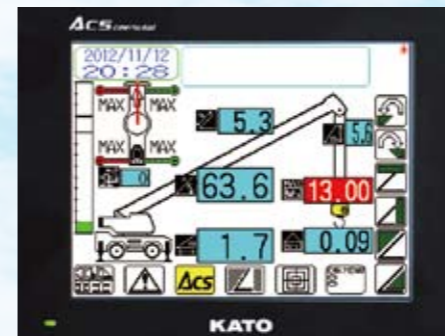 ACS
2012/11/12
20:28
MAX MAX
MAX MAX
5.3
5.6
0
63.6
13.00
1.7
0.09
ACS
KATO